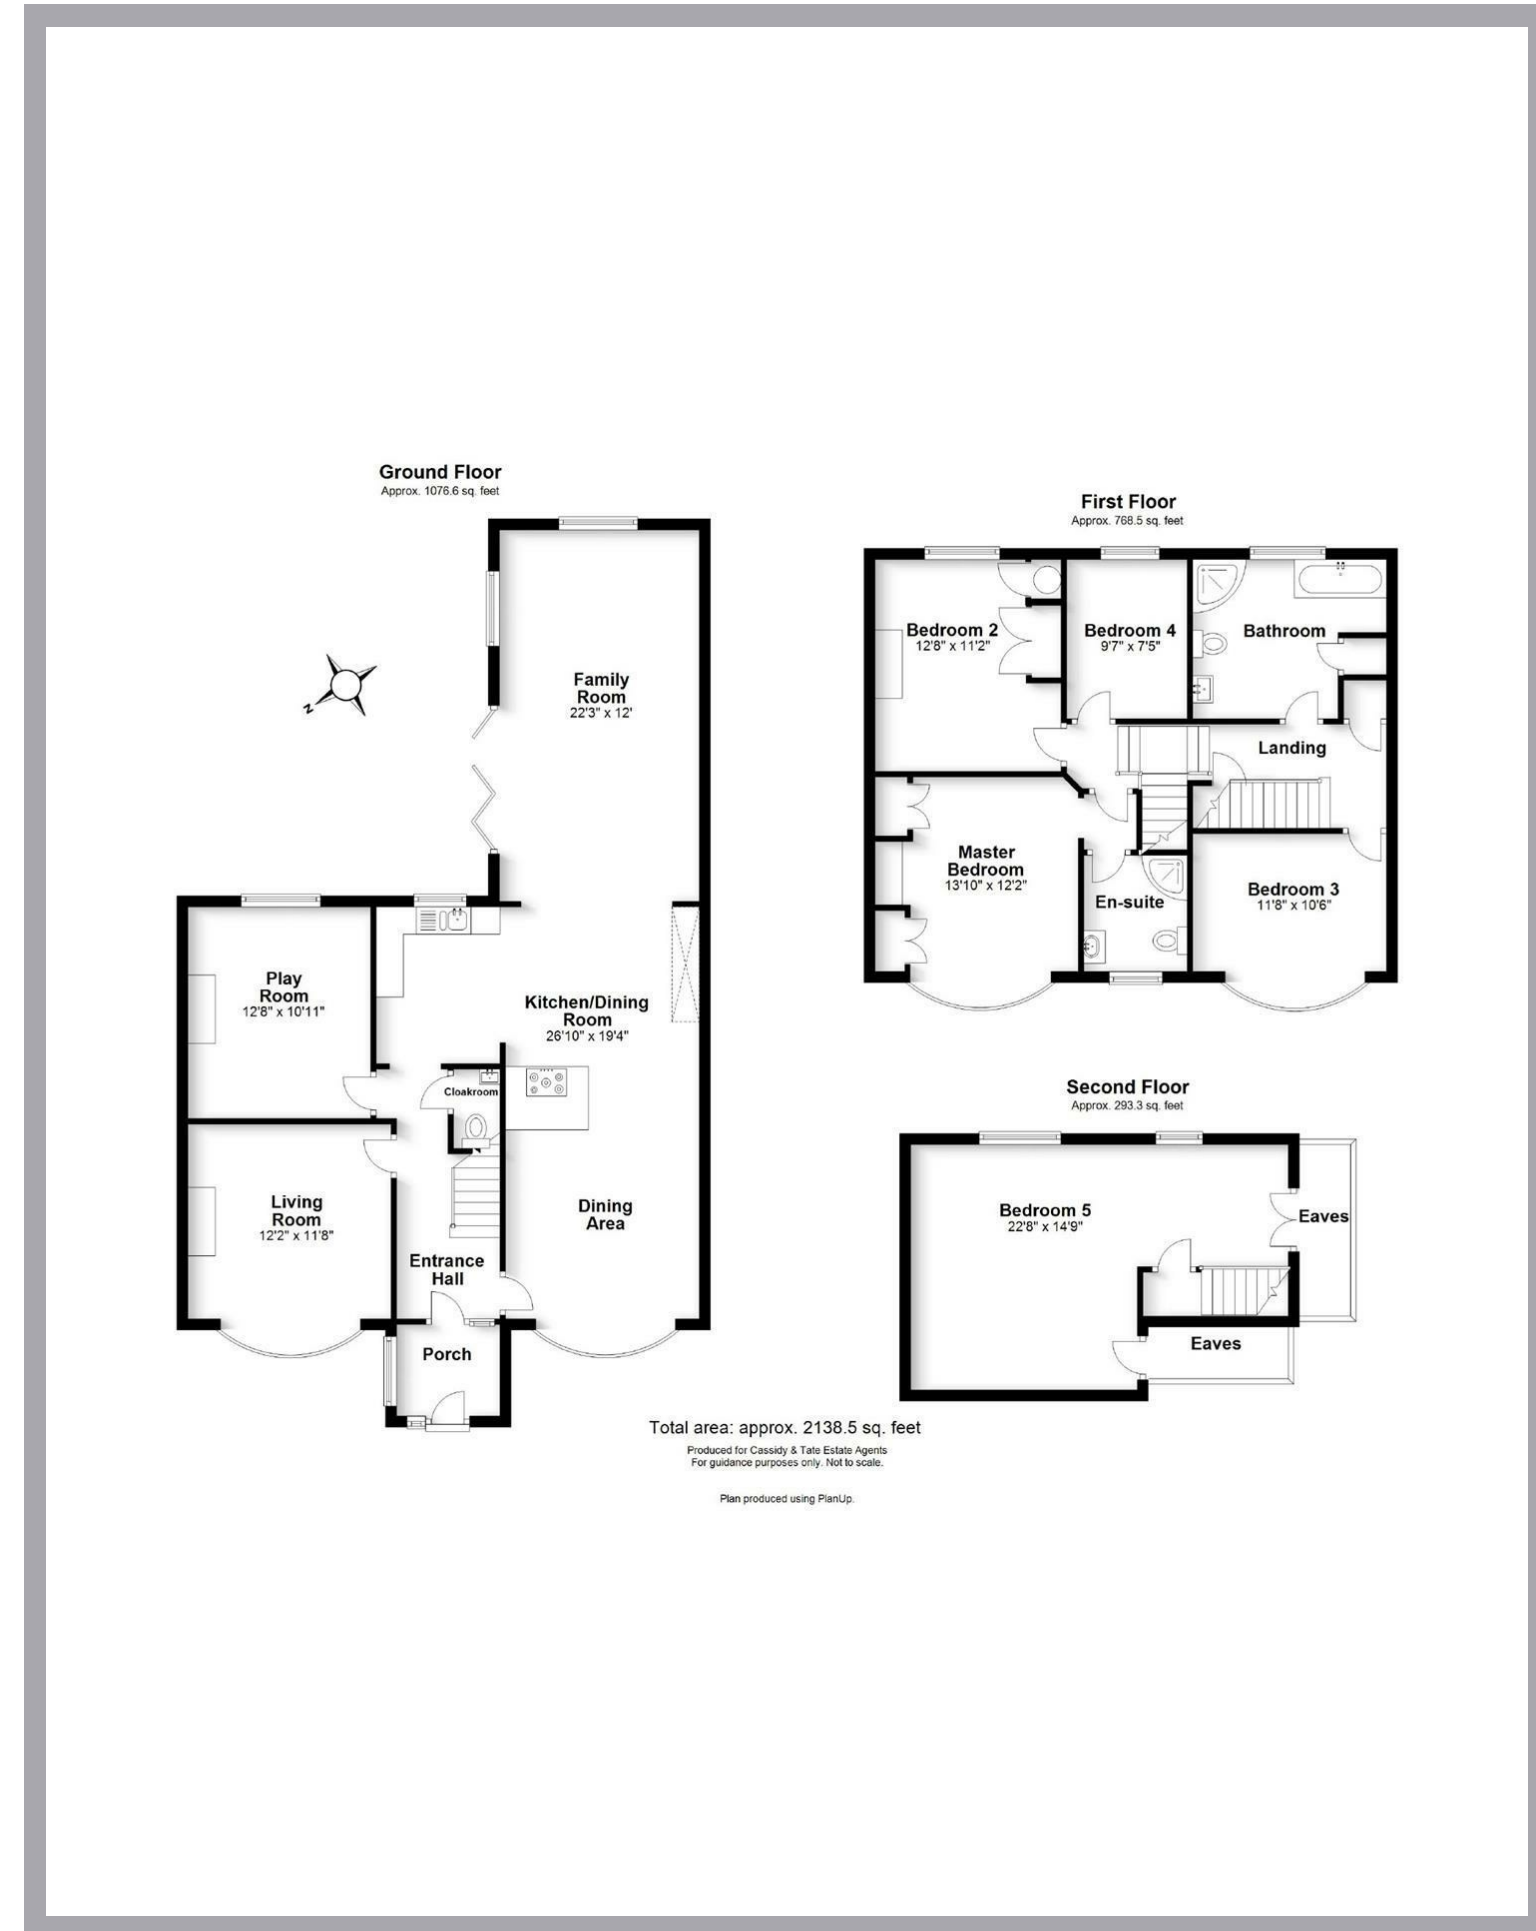 Ground Floor
Approx. 1076.6 sq. feet
Family
Room
22'3" x 12'
N
Play
Room
12'8" x 10'11"
Kitchen/Dining
Room
26'10" x 19'4"
Cloakroom
Living
Room
12'2" x 11'8"
Dining
Area
Entrance
Hall
Porch
First Floor
Approx. 768.5 sq. feet
Bedroom 2
12'8" x 11'2"
Bedroom 4
9'7" x 7'5"
Bathroom
Landing
Master
Bedroom
13'10" x 12'2"
En-suite
Bedroom 3
11'8" x 10'6"
Second Floor
Approx. 293.3 sq. feet
Bedroom 5
22'8" x 14'9"
Eaves
Eaves
Total area: approx. 2138.5 sq. feet
Produced for Cassidy & Tate Estate Agents
For guidance purposes only. Not to scale.
Plan produced using PlanUp.